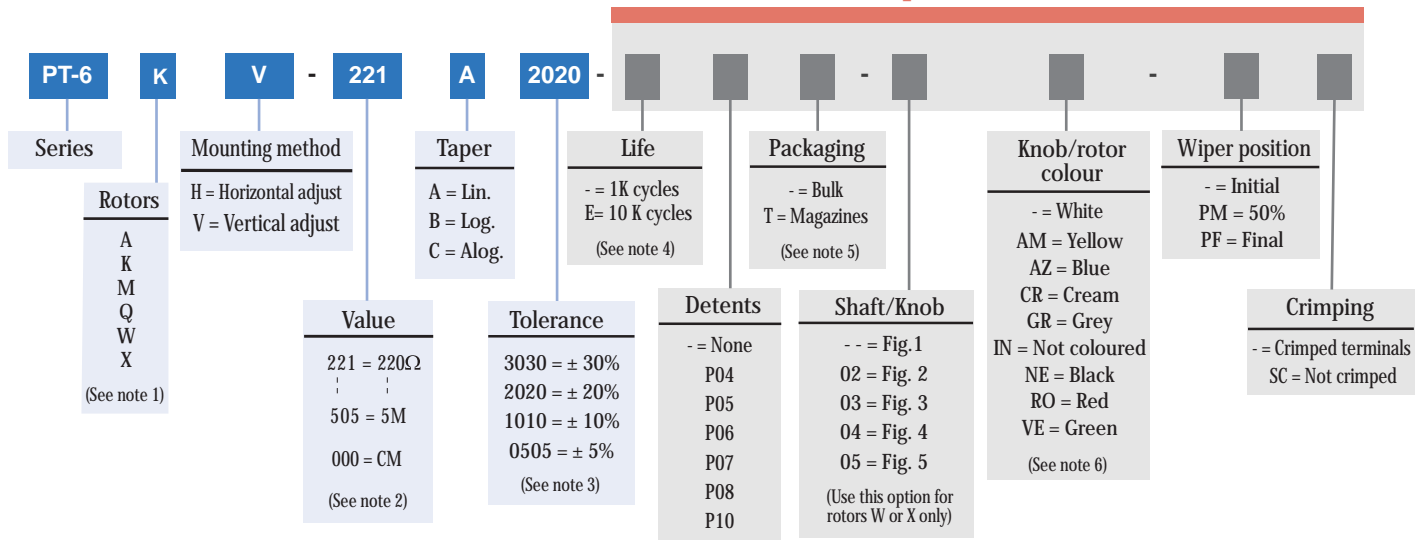 PT-6 K V - 221 A 2020 - - -
Series
Rotors
A
K
M
Q
W
X
(See note 1)
Mounting method
H = Horizontal adjust
V = Vertical adjust
Value
221 = 220Ω
505 = 5M
000 = CM
(See note 2)
Taper
A = Lin.
B = Log.
C = Alog.
Tolerance
3030 = ± 30%
2020 = ± 20%
1010 = ± 10%
0505 = ± 5%
(See note 3)
Life
- = 1K cycles
E= 10 K cycles
(See note 4)
Detents
- = None
P04
P05
P06
P07
P08
P10
Packaging
- = Bulk
T = Magazines
(See note 5)
Shaft/Knob
- - = Fig.1
02 = Fig. 2
03 = Fig. 3
04 = Fig. 4
05 = Fig. 5
(Use this option for
rotors W or X only)
Knob/rotor
colour
- = White
AM = Yellow
AZ = Blue
CR = Cream
GR = Grey
IN = Not coloured
NE = Black
RO = Red
VE = Green
(See note 6)
Wiper position
- = Initial
PM = 50%
PF = Final
Crimping
- = Crimped terminals
SC = Not crimped